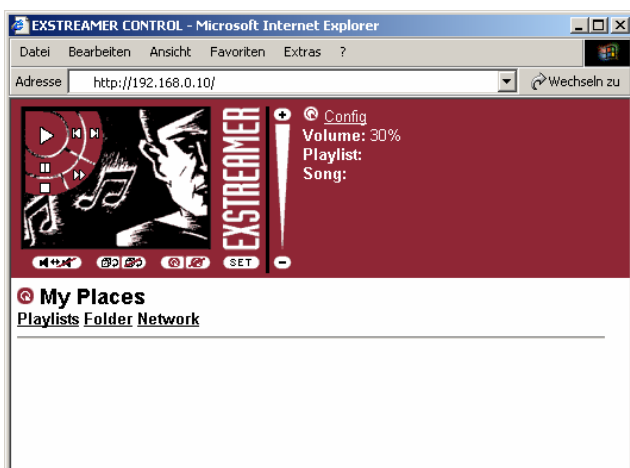 EXSTREAMER CONTROL - Microsoft Internet Explorer
Datei Bearbeiten Ansicht Favoriten Extras ?
Adresse http://192.168.0.10/ Wechseln zu
EXSTREAMER
Config
Volume: 30%
Playlist:
Song:
SET
My Places
Playlists Folder Network